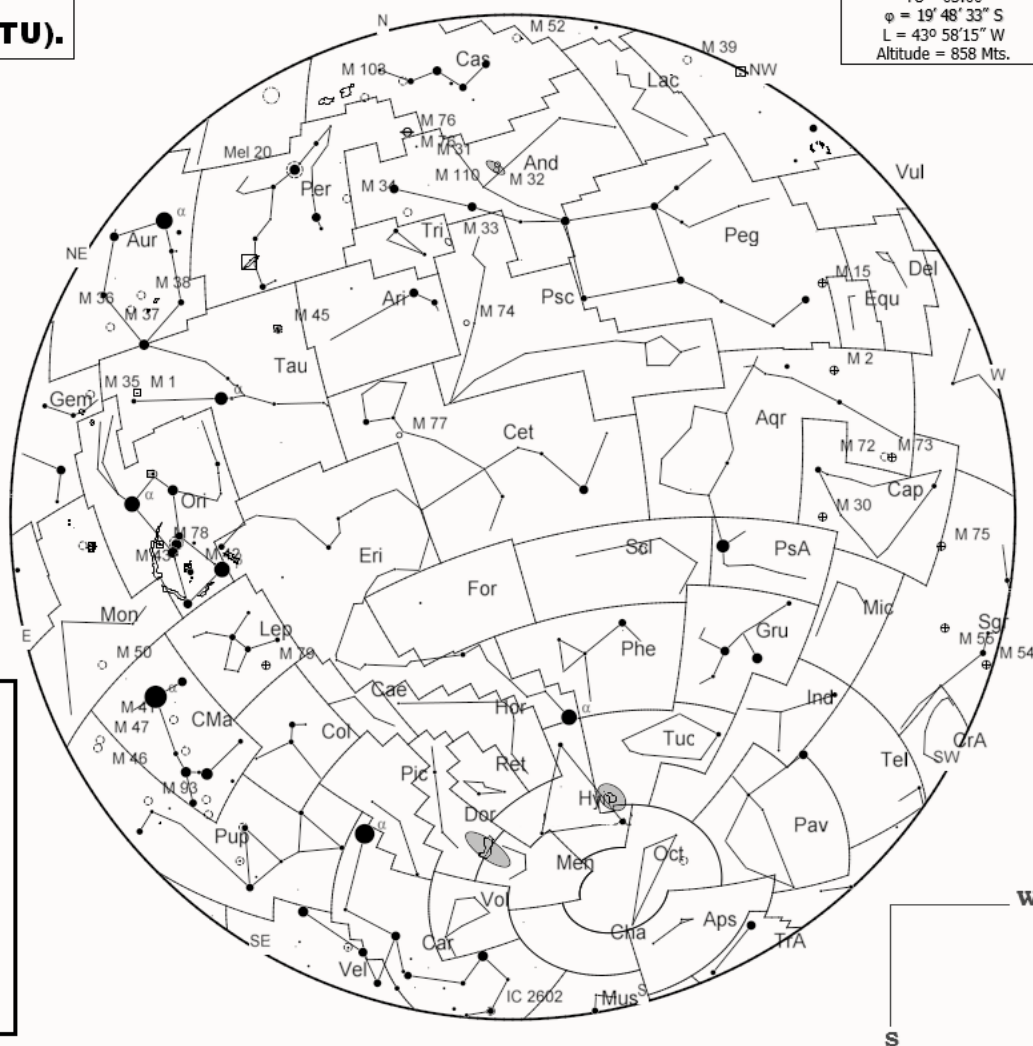 TU).
φ = 19' 48' 33" S
L = 43º 58'15" W
Altitude = 858 Mts.
N
M 52
M 39
NW
Cas
M 103
Lac
M 76
M 31
And
M 110
M 32
Mel 20
Per
M 34
Vul
α
Aur
NE
Tri
M 33
Peg
Del
M 15
M 38
M 36
M 37
Ari
Psc
Equ
M 45
M 74
Tau
M 2
W
M 35
M 1
α
Gem
M 77
Cet
Aqr
M 72
M 73
α
Ori
Cap
M 30
M 78
M 43
M 42
Eri
Scl
PsA
M 75
For
Mon
E
Lep
Mic
Gru
Sgr
M 55
M 54
M 50
M 79
Phe
Cae
α
M 41
CMa
Hor
α
Ind
M 47
Col
Tuc
CrA
M 46
Pic
Ret
Tel
SW
M 93
Hyi
Dor
Pup
α
Pav
Men
Oct
Vol
Cha
Aps
SE
Car
TrA
Vel
IC 2602
Mus
S
W
S